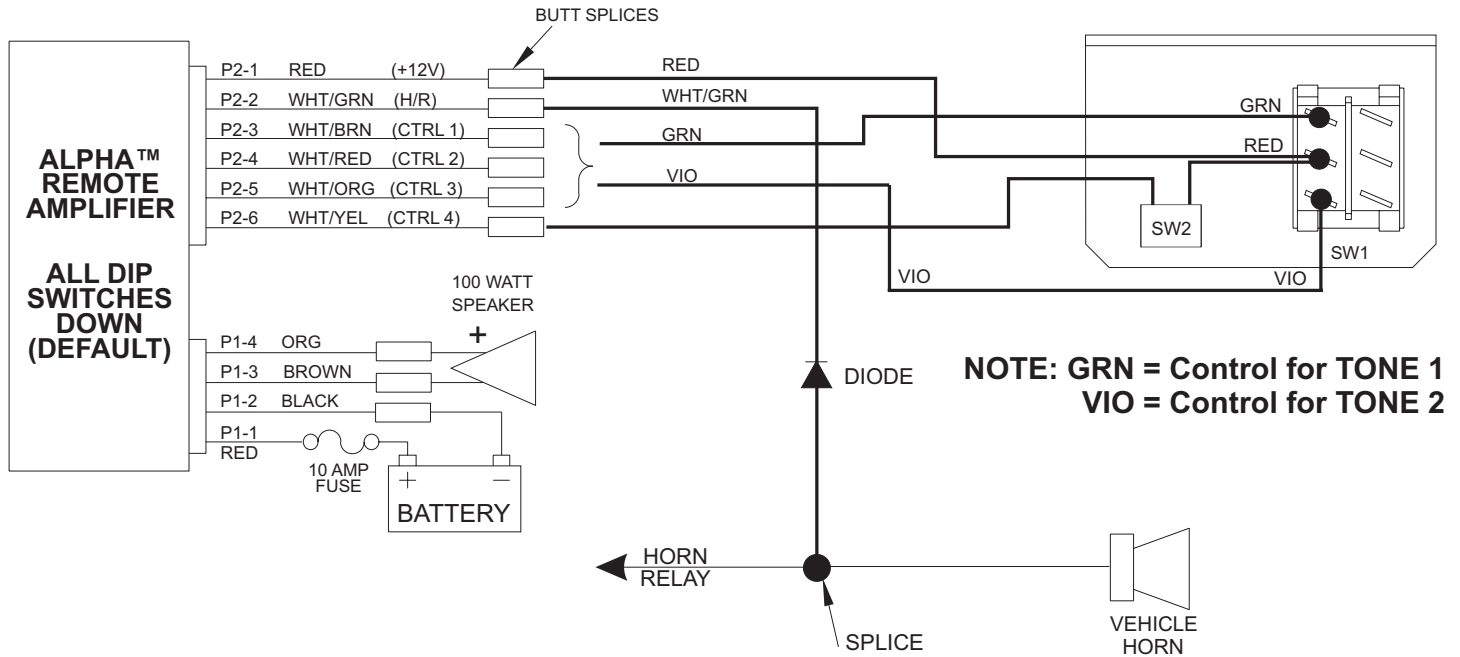 BUTT SPLICES
P2-1 RED (+12V)
P2-2 WHT/GRN (H/R)
P2-3 WHT/BRN (CTRL 1)
P2-4 WHT/RED (CTRL 2)
P2-5 WHT/ORG (CTRL 3)
P2-6 WHT/YEL (CTRL 4)
RED
WHT/GRN
GRN
VIO
GRN
RED
SW2
SW1
VIO
VIO
ALPHA™
REMOTE
AMPLIFIER
ALL DIP
SWITCHES
DOWN
(DEFAULT)
100 WATT
SPEAKER
+
P1-4 ORG
P1-3 BROWN
P1-2 BLACK
P1-1
RED
10 AMP
FUSE
+ −
BATTERY
DIODE
NOTE: GRN = Control for TONE 1
VIO = Control for TONE 2
HORN
RELAY
SPLICE
VEHICLE
HORN